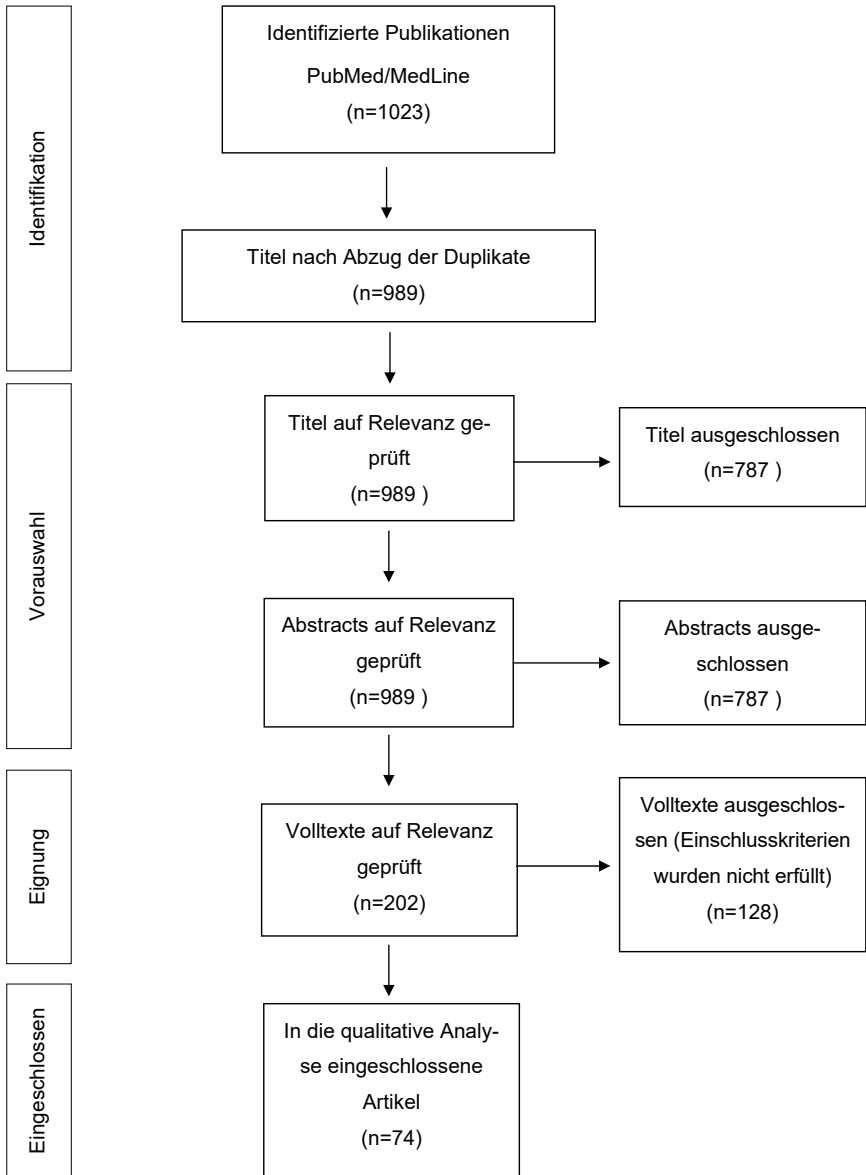 Identifikation
Identifizierte Publikationen
PubMed/MedLine
(n=1023)
Titel nach Abzug der Duplikate
(n=989)
Vorauswahl
Titel auf Relevanz ge-
prüft
(n=989 )
Titel ausgeschlossen
(n=787 )
Abstracts auf Relevanz
geprüft
(n=989 )
Abstracts ausge-
schlossen
(n=787 )
Eignung
Volltexte auf Relevanz
geprüft
(n=202)
Volltexte ausgeschlos-
sen (Einschlusskriterien
wurden nicht erfüllt)
(n=128)
Eingeschlossen
In die qualitative Analy-
se eingeschlossene
Artikel
(n=74)